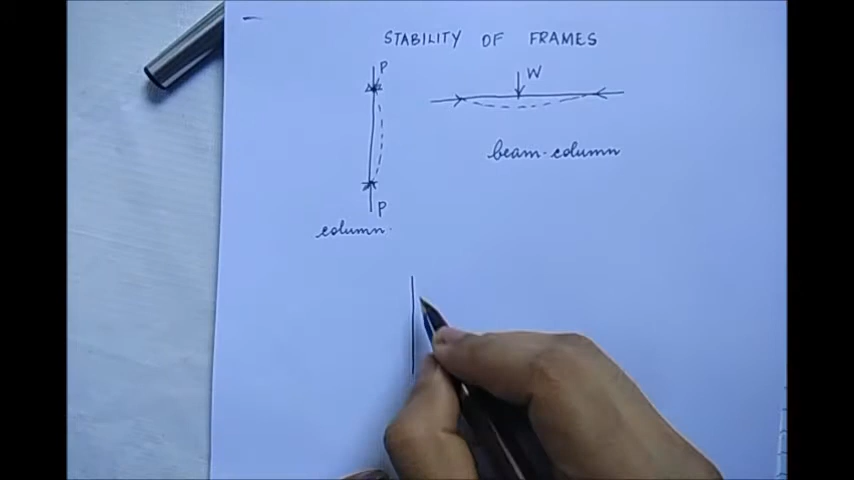 STABILITY OF FRAMES
P
W
beam-column
P
column.